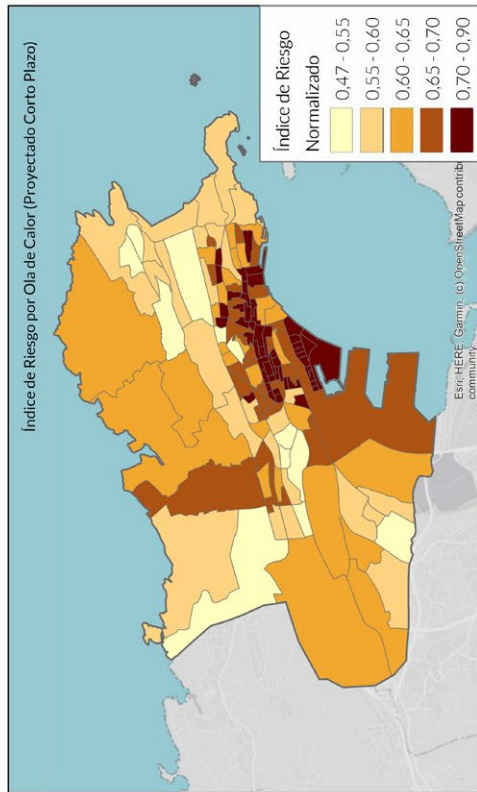 Índice de Riesgo por Ola de Calor (Proyectado Corto Plazo)
Índice de Riesgo
Normalizado
0,47 - 0,55
0,55 - 0,60
0,60 - 0,65
0,65 - 0,70
0,70 - 0,90
Esri, HERE, Garmin, (c) OpenStreetMap contrib
community